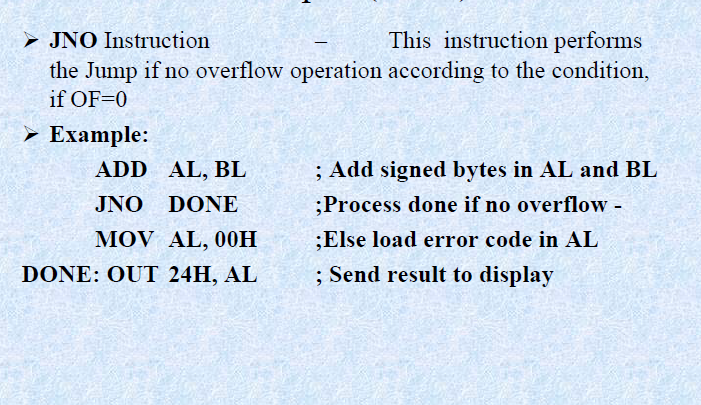 ➢ JNO Instruction – This instruction performs
the Jump if no overflow operation according to the condition,
if OF=0
➢ Example:
ADD AL, BL ; Add signed bytes in AL and BL
JNO DONE ;Process done if no overflow -
MOV AL, 00H ;Else load error code in AL
DONE: OUT 24H, AL ; Send result to display